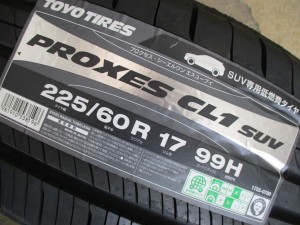 TOYO TIRES
PROXES CL1 SUV
プロクセス・シーエルワン エスユーブイ
SUV専用低燃費タイヤ
225/60R 17 99H